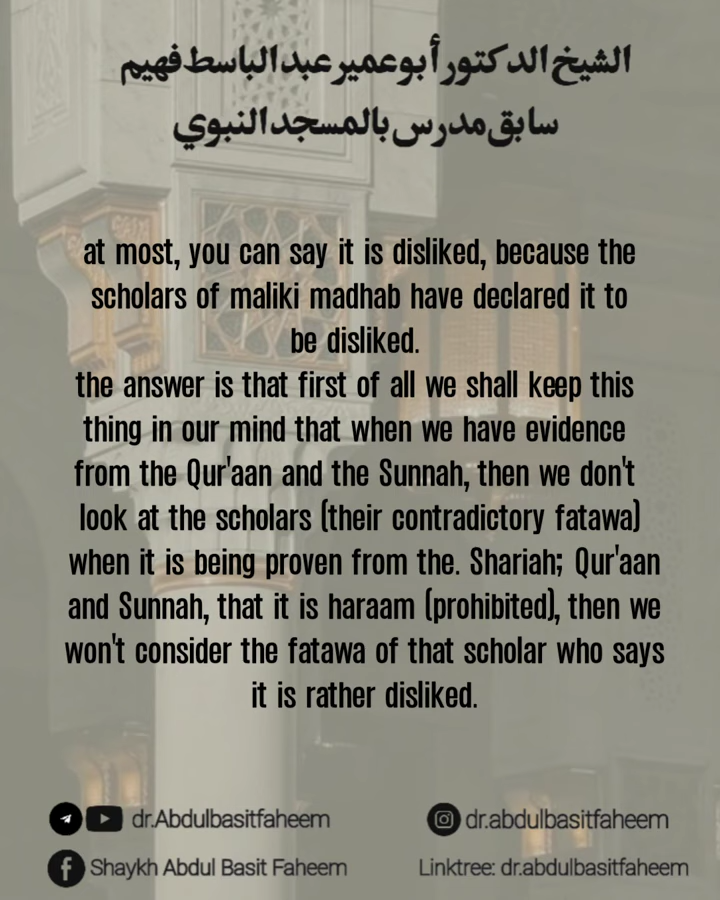 الشيخ الدكتور أبو عمير عبد الباسط فهيم
سابق مدرس بالمسجد النبوي
at most, you can say it is disliked, because the
scholars of maliki madhab have declared it to
be disliked.
the answer is that first of all we shall keep this
thing in our mind that when we have evidence
from the Qur'aan and the Sunnah, then we don't
look at the scholars (their contradictory fatawa)
when it is being proven from the. Shariah; Qur'aan
and Sunnah, that it is haraam (prohibited), then we
won't consider the fatawa of that scholar who says
it is rather disliked.
dr.Abdulbasitfaheem
dr.abdulbasitfaheem
Shaykh Abdul Basit Faheem
Linktree: dr.abdulbasitfaheem